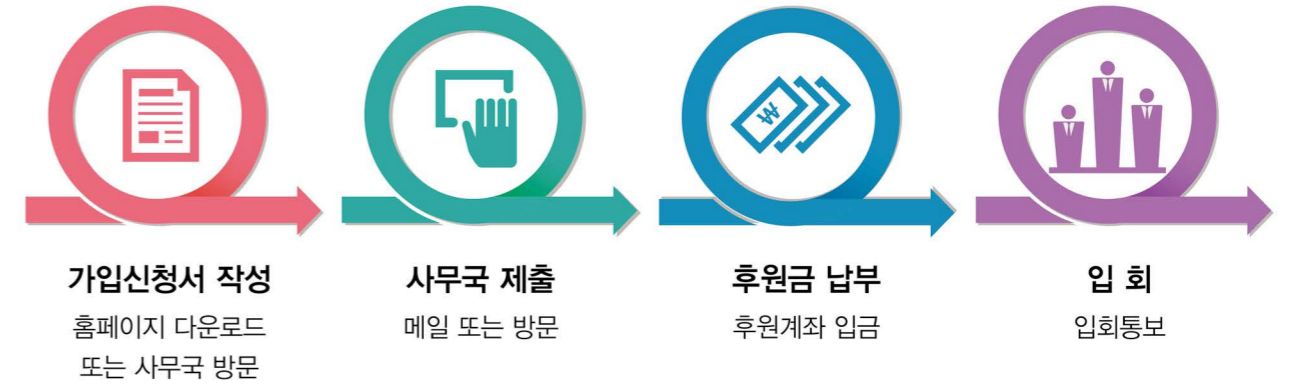 ₩
가입신청서 작성
홈페이지 다운로드
또는 사무국 방문
사무국 제출
메일 또는 방문
후원금 납부
후원계좌 입금
입 회
입회통보